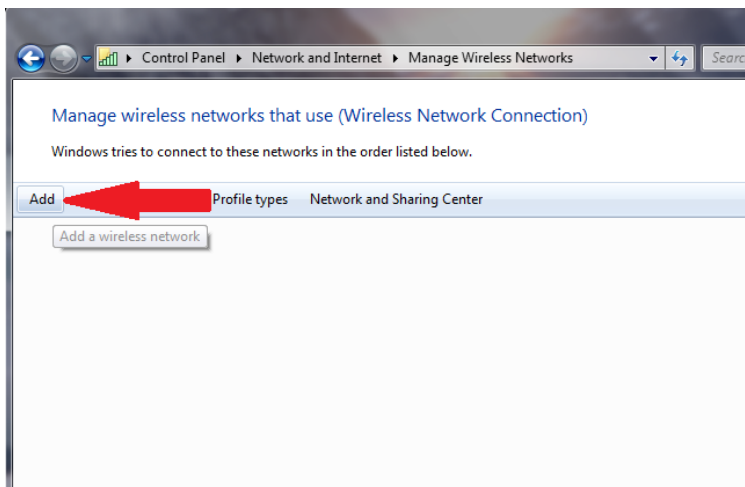 Control Panel Network and Internet Manage Wireless Networks Searc
Manage wireless networks that use (Wireless Network Connection)
Windows tries to connect to these networks in the order listed below.
Add Profile types Network and Sharing Center
Add a wireless network